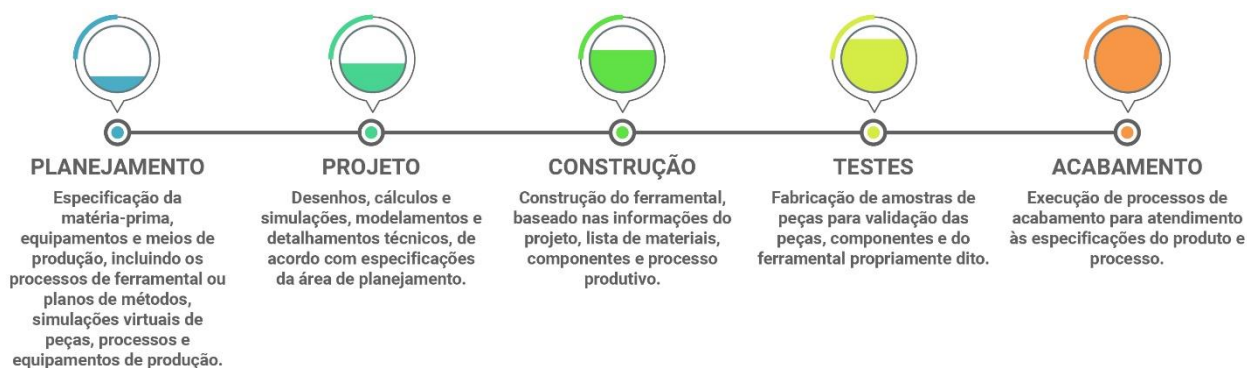 PLANEJAMENTO
Especificação da
matéria-prima,
equipamentos e meios de
produção, incluindo os
processos de ferramental ou
planos de métodos,
simulações virtuais de
peças, processos e
equipamentos de produção.
PROJETO
Desenhos, cálculos e
simulações, modelamentos e
detalhamentos técnicos, de
acordo com especificações
da área de planejamento.
CONSTRUÇÃO
Construção do ferramental,
baseado nas informações do
projeto, lista de materiais,
componentes e processo
produtivo.
TESTES
Fabricação de amostras de
peças para validação das
peças, componentes e do
ferramental propriamente dito.
ACABAMENTO
Execução de processos de
acabamento para atendimento
às especificações do produto e
processo.